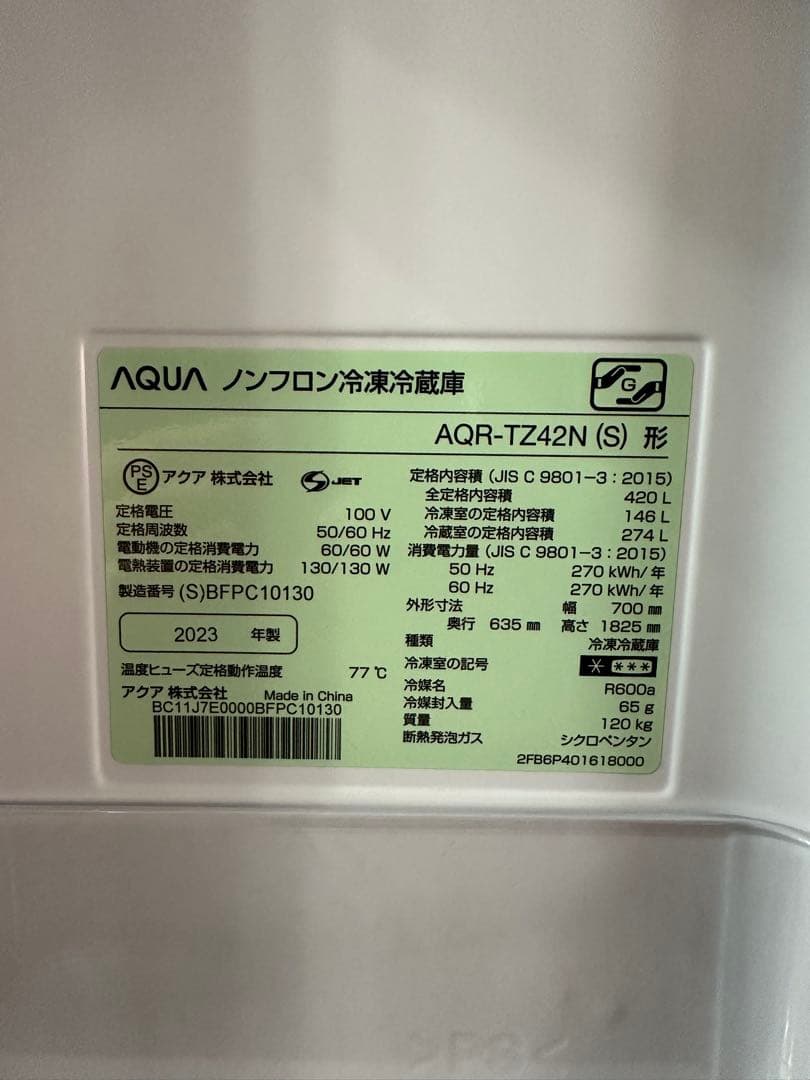 AQUA ノンフロン冷凍冷蔵庫
G
AQR-TZ42N (S) 形
PS E アクア 株式会社 S JET
定格電圧 100 V
定格周波数 50/60 Hz
電動機の定格消費電力 60/60 W
電熱装置の定格消費電力 130/130 W
製造番号 (S)BFPC10130
2023 年製
温度ヒューズ定格動作温度 77 ℃
アクア 株式会社 Made in China
BC11J7E0000BFPC10130
定格内容積 (JIS C 9801-3 : 2015)
全定格内容積 420 L
冷凍室の定格内容積 146 L
冷蔵室の定格内容積 274 L
消費電力量 (JIS C 9801-3 : 2015)
50 Hz 270 kWh/年
60 Hz 270 kWh/年
外形寸法 幅 700 ㎜
奥行 635 ㎜ 高さ 1825 ㎜
種類 冷凍冷蔵庫
冷凍室の記号 * ***
冷媒名 R600a
冷媒封入量 65 g
質量 120 kg
断熱発泡ガス シクロペンタン
2FB6P401618000